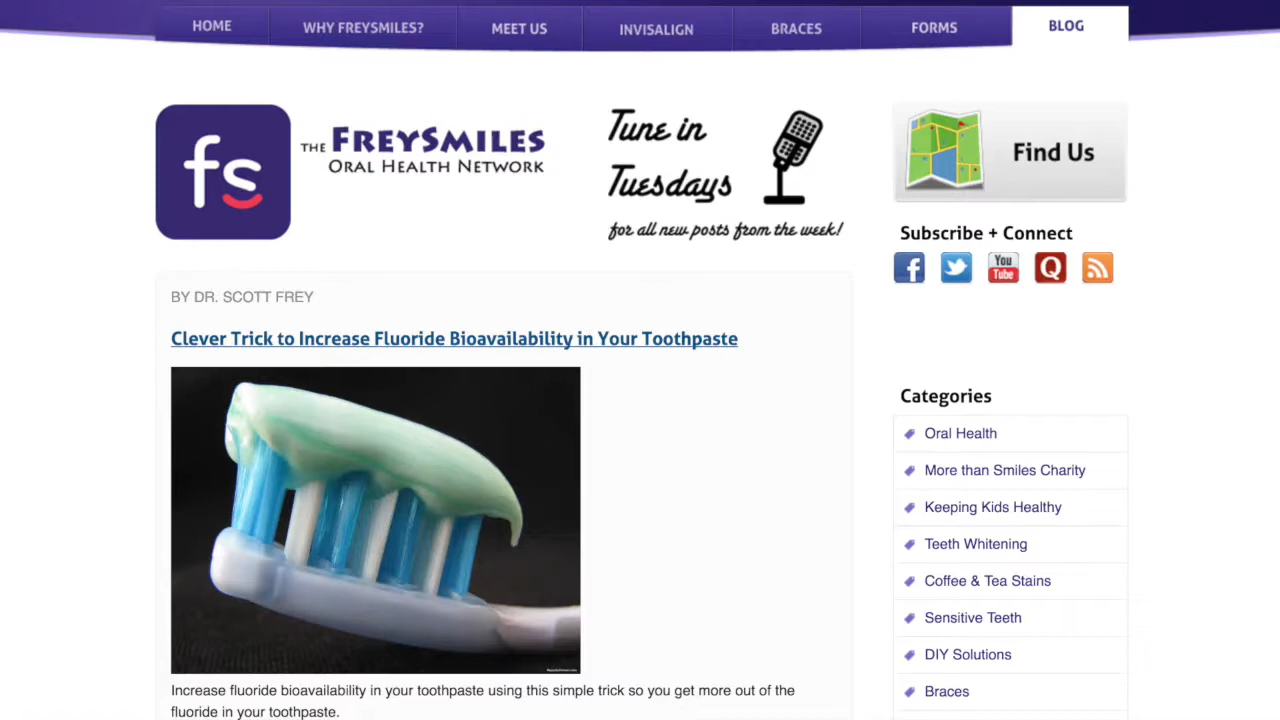 HOME
WHY FREYSMILES?
MEET US
INVISALIGN
BRACES
FORMS
BLOG
fs
THE FREYSMILES
ORAL HEALTH NETWORK
Tune in
Tuesdays
for all new posts from the week!
Find Us
Subscribe + Connect
f
You
Tube
Q
BY DR. SCOTT FREY
Clever Trick to Increase Fluoride Bioavailability in Your Toothpaste
Increase fluoride bioavailability in your toothpaste using this simple trick so you get more out of the
fluoride in your toothpaste.
Categories
Oral Health
More than Smiles Charity
Keeping Kids Healthy
Teeth Whitening
Coffee & Tea Stains
Sensitive Teeth
DIY Solutions
Braces